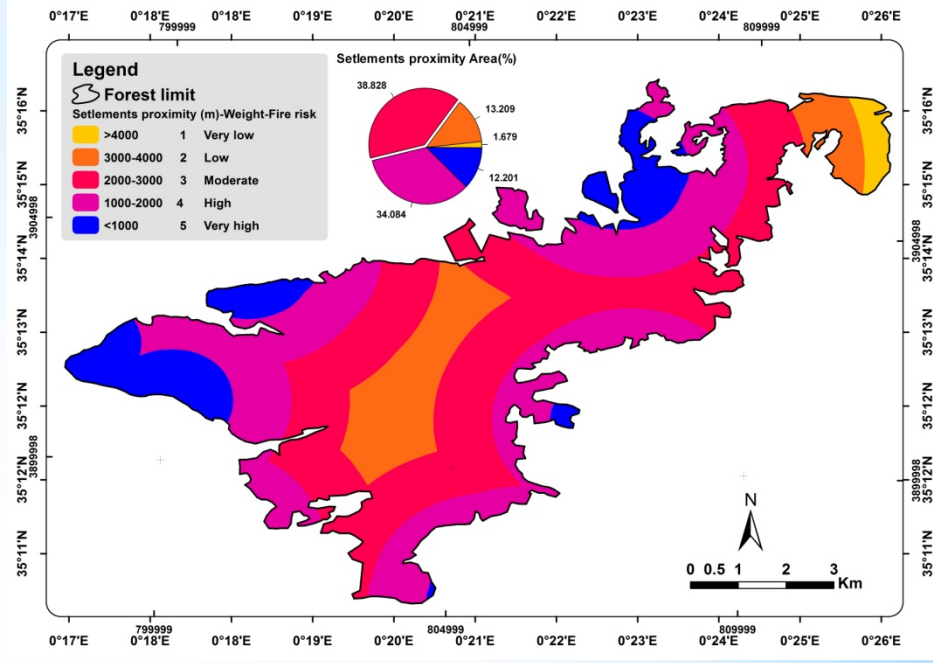 0°17'E 0°18'E 0°18'E 0°19'E 0°20'E 0°21'E 0°22'E 0°23'E 0°24'E 0°25'E 0°26'E
799999 804999 809999
Legend
Forest limit
Setlements proximity (m)-Weight-Fire risk
>4000 1 Very low
3000-4000 2 Low
2000-3000 3 Moderate
1000-2000 4 High
<1000 5 Very high
Setlements proximity Area(%)
38.828
13.209
1.679
12.201
34.084
35°16'N
35°15'N
3904998
35°14'N
35°13'N
35°12'N
3899998
35°12'N
35°11'N
35°16'N
35°15'N
3904998
35°14'N
35°13'N
35°12'N
3899998
35°12'N
35°11'N
N
0 0.5 1 2 3
Km
799999 804999 809999
0°17'E 0°18'E 0°18'E 0°19'E 0°20'E 0°21'E 0°22'E 0°23'E 0°24'E 0°25'E 0°26'E